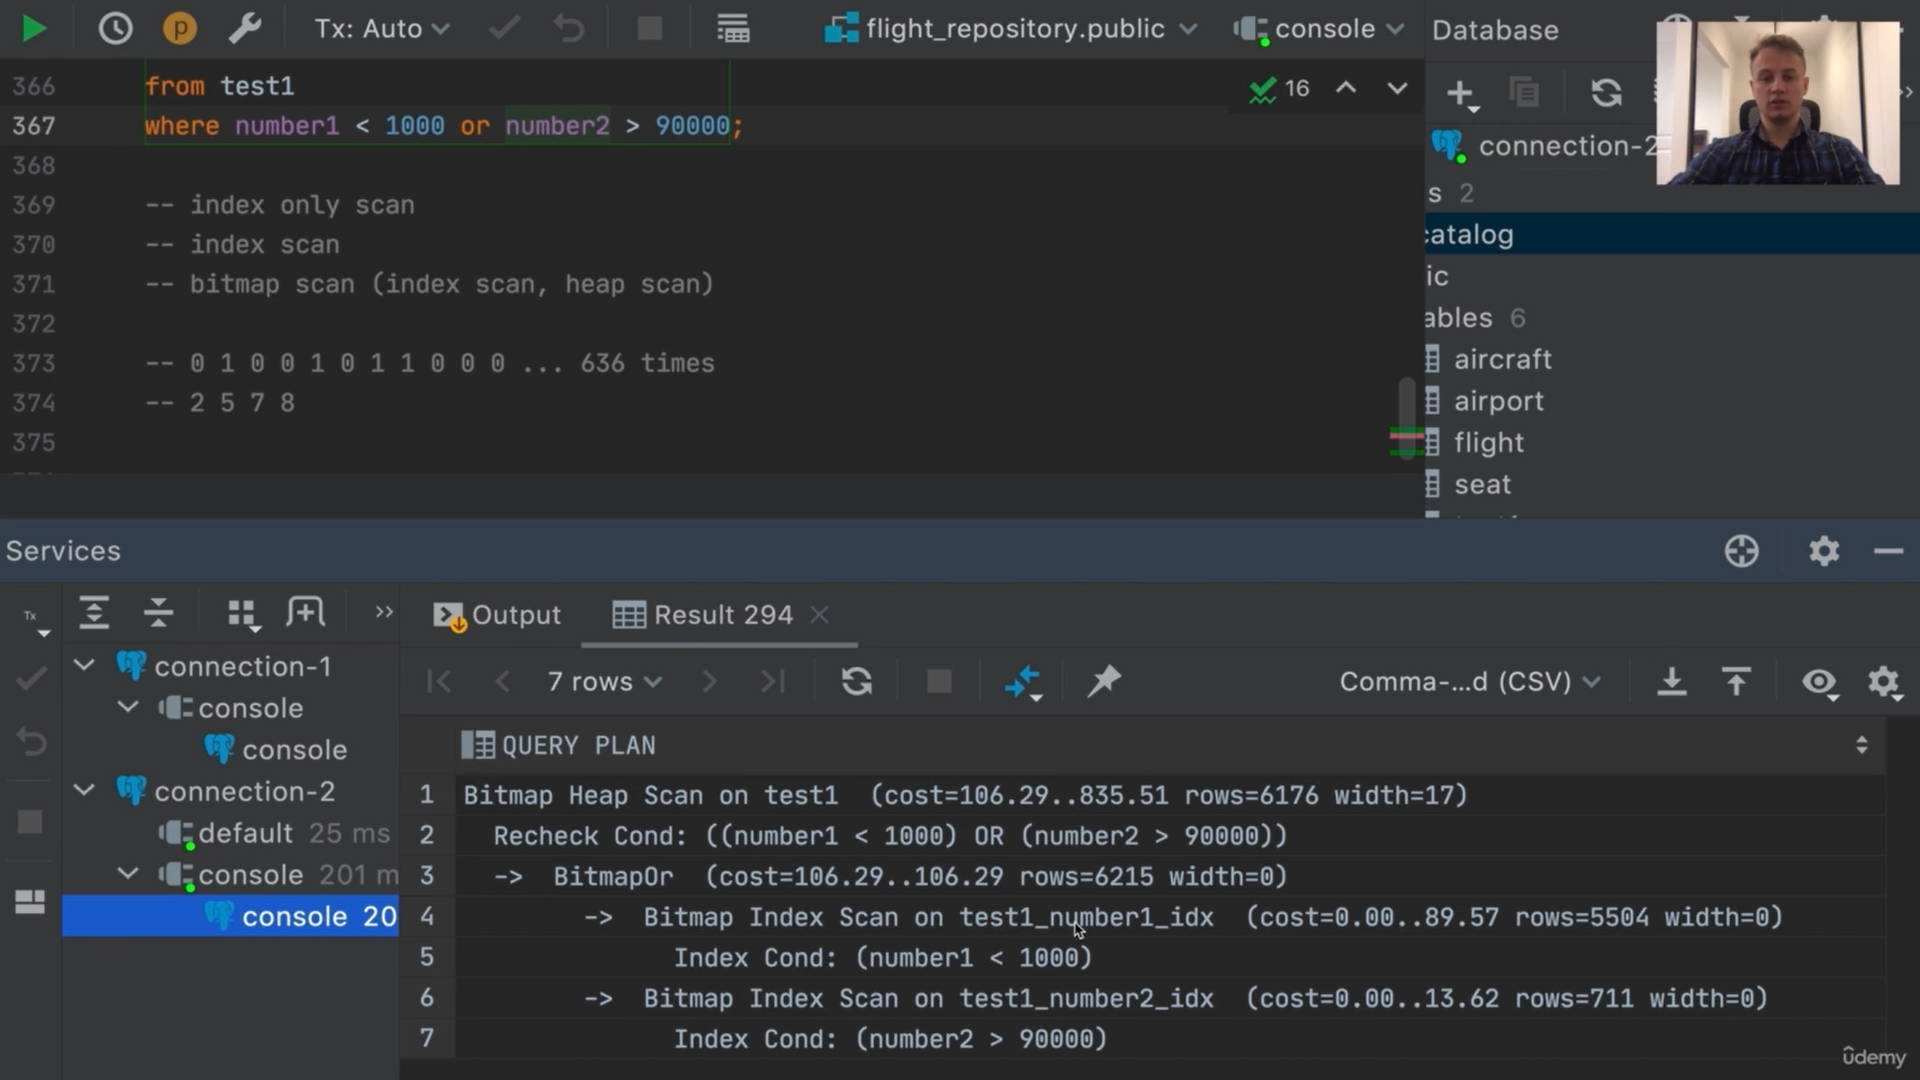 Tx: Auto
flight_repository.public
console
Database
366 from test1
16
367 where number1 < 1000 or number2 > 90000;
368
369 -- index only scan
370 -- index scan
371 -- bitmap scan (index scan, heap scan)
372
373 -- 0 1 0 0 1 0 1 1 0 0 0 ... 636 times
374 -- 2 5 7 8
375
connection-2
s 2
catalog
ic
ables 6
aircraft
airport
flight
seat
Services
Tx
connection-1
console
console
connection-2
default 25 ms
console 201 m
console 20
Output
Result 294
7 rows
Comma-...d (CSV)
QUERY PLAN
1 Bitmap Heap Scan on test1 (cost=106.29..835.51 rows=6176 width=17)
2 Recheck Cond: ((number1 < 1000) OR (number2 > 90000))
3 -> BitmapOr (cost=106.29..106.29 rows=6215 width=0)
4 -> Bitmap Index Scan on test1_number1_idx (cost=0.00..89.57 rows=5504 width=0)
5 Index Cond: (number1 < 1000)
6 -> Bitmap Index Scan on test1_number2_idx (cost=0.00..13.62 rows=711 width=0)
7 Index Cond: (number2 > 90000)
ûdemy